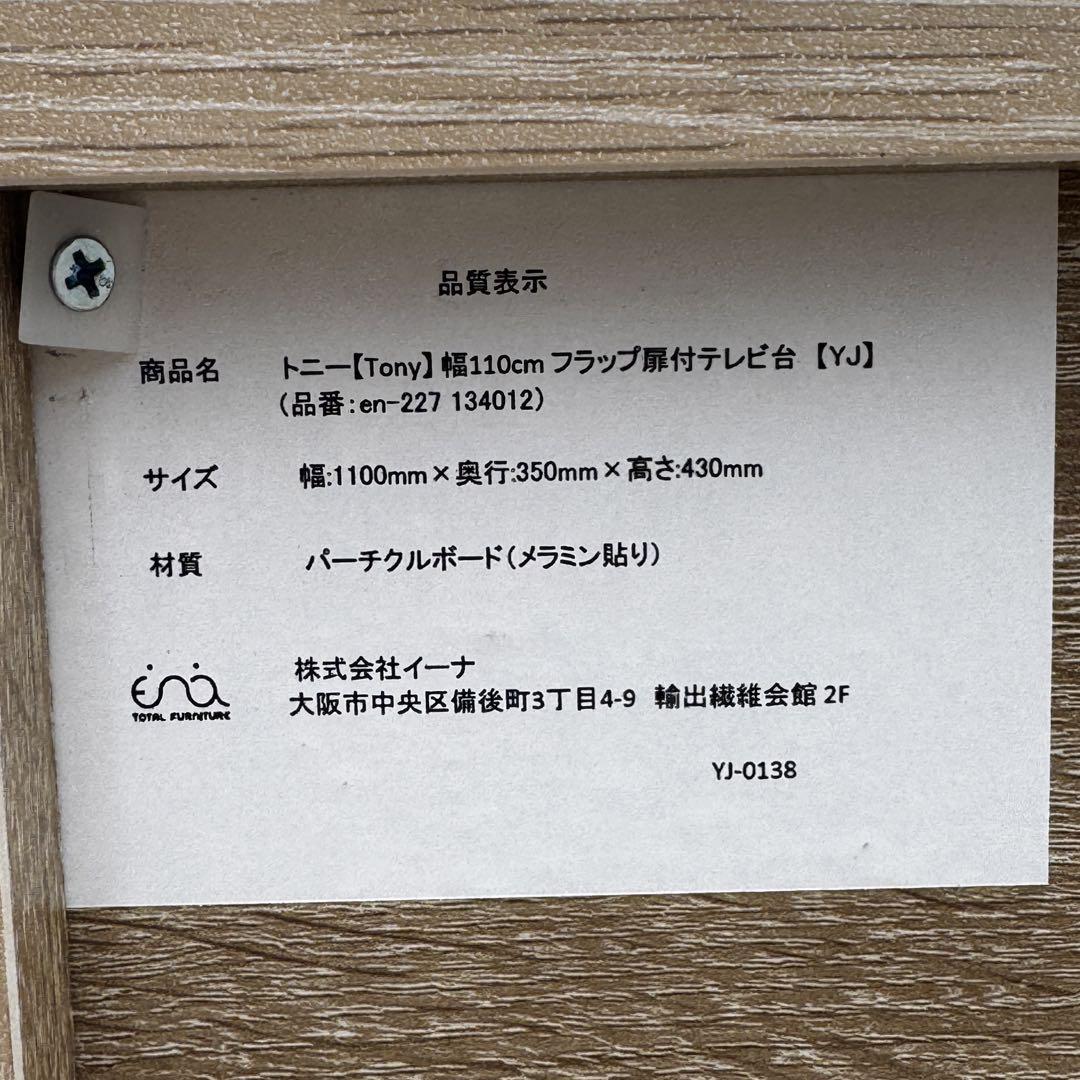 品質表示
商品名 トニー【Tony】 幅110cm フラップ扉付テレビ台 【YJ】
（品番：en-227 134012）
サイズ 幅:1100mm×奥行:350mm×高さ:430mm
材質 パーチクルボード（メラミン貼り）
ena
TOTAL FURNITURE
株式会社イーナ
大阪市中央区備後町3丁目4-9 輸出繊維会館 2F
YJ-0138